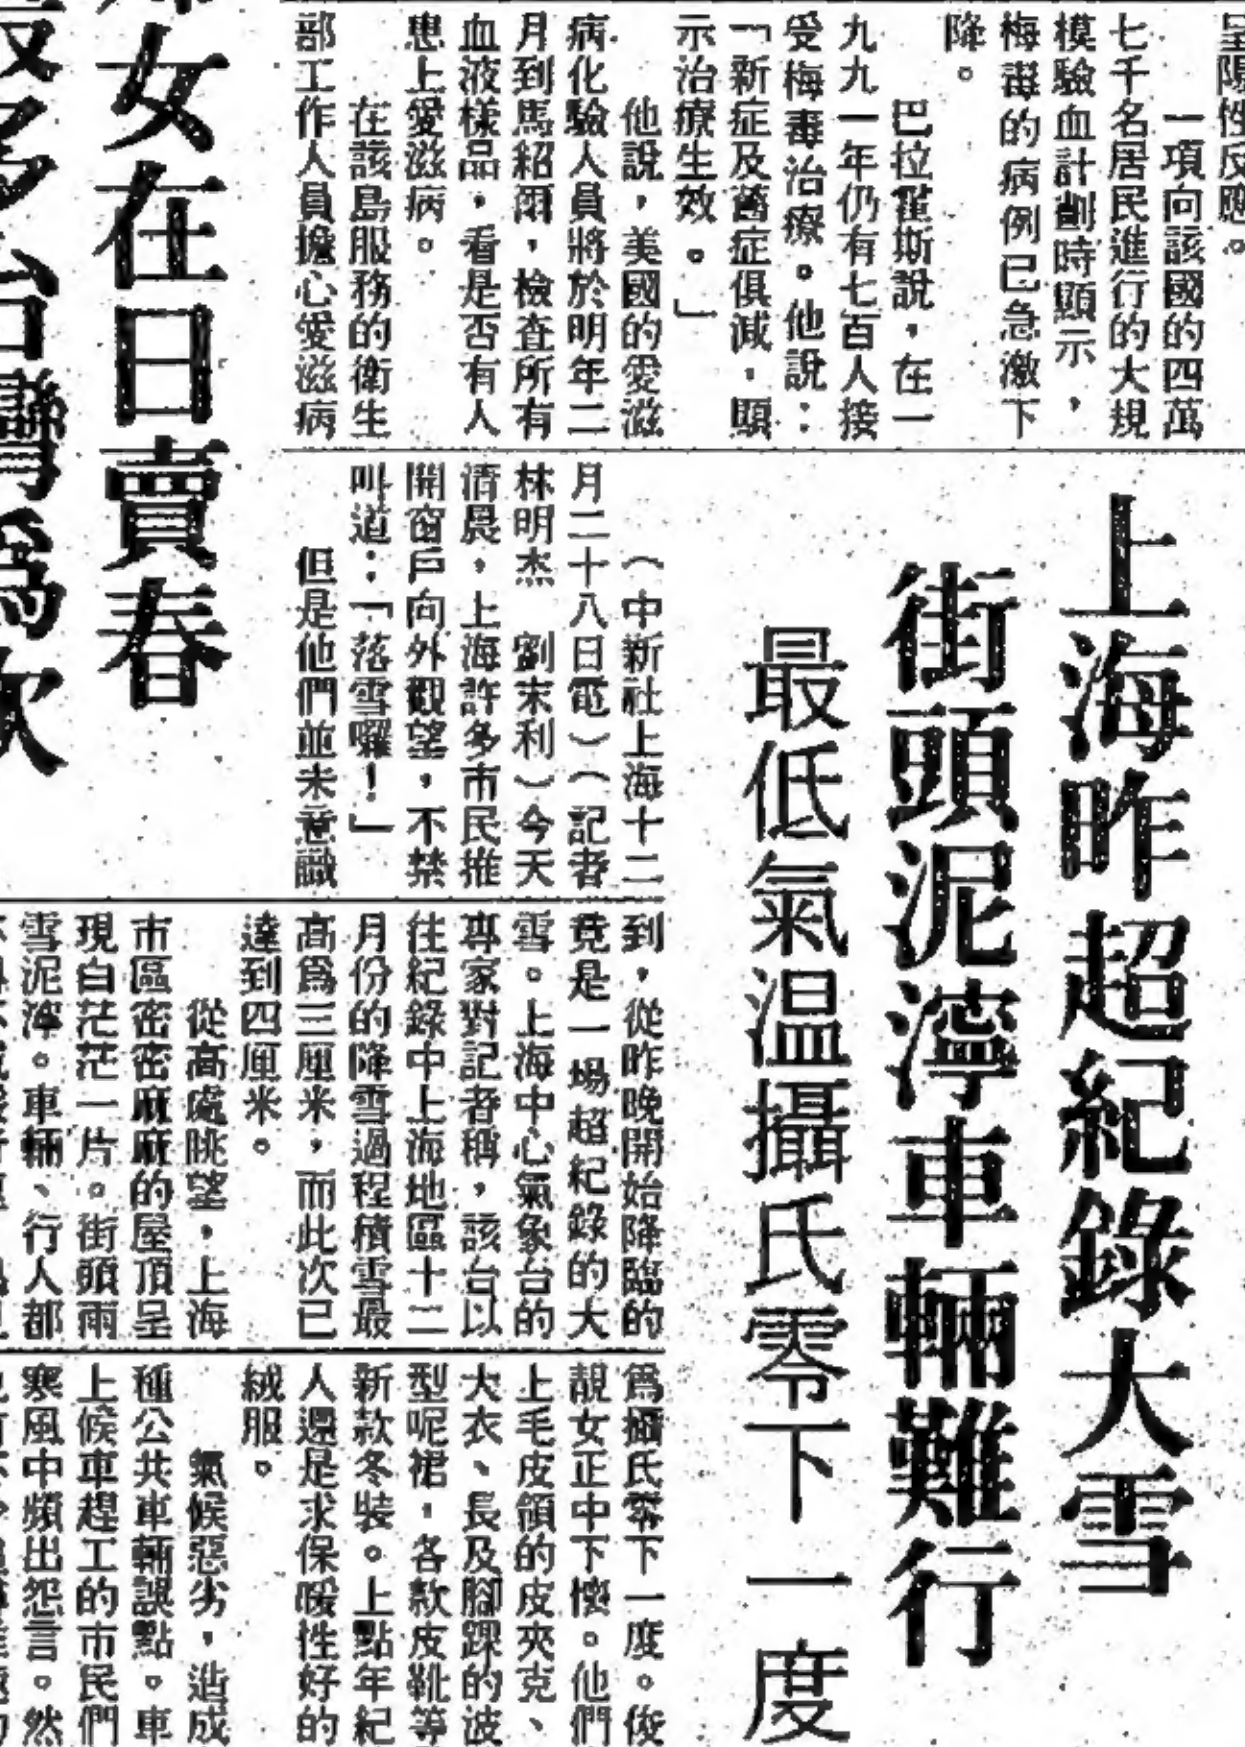 呈陽性反應。
一項向該國的四萬
七千名居民進行的大規
模驗血計劃時顯示，
梅毒的病例已急激下
降。
巴拉霍斯說，在一
九九一年仍有七百人接
受梅毒治療。他說：
「新症及舊症俱減，顯
示治療生效。」
他說，美國的愛滋
病化驗人員將於明年二
月到馬紹爾，檢查所有
血液樣品，看是否有人
患上愛滋病。
在該島服務的衛生
部工作人員擔心愛滋病
上海昨超紀錄大雪
街頭泥濘車輛難行
最低氣温攝氏零下一度
（中新社上海十二
月二十八日電）（記者
林明杰　劉末利）今天
清晨，上海許多市民推
開窗戶向外觀望，不禁
叫道：「落雪囉！」
但是他們並未意識
到，從昨晚開始降臨的
竟是一場超紀錄的大
雪。上海中心氣象台的
專家對記者稱，該台以
往紀錄中上海地區十二
月份的降雪過程積雪最
高爲三厘米，而此次已
達到四厘米。
從高處眺望，上海
市區密密麻麻的屋頂呈
現白茫茫一片。街頭雨
雪泥濘。車輛、行人都
爲攝氏零下一度。俊
靚女正中下懷。他們
上毛皮領的皮夾克、
大衣、長及腳踝的波
型呢裙，各款皮靴等
新款冬裝。上點年紀
人還是求保暖性好的
絨服。
氣候惡劣，造成
種公共車輛誤點。車
上候車趕工的市民們
寒風中頻出怨言。然
女在日賣春
台灣爲次